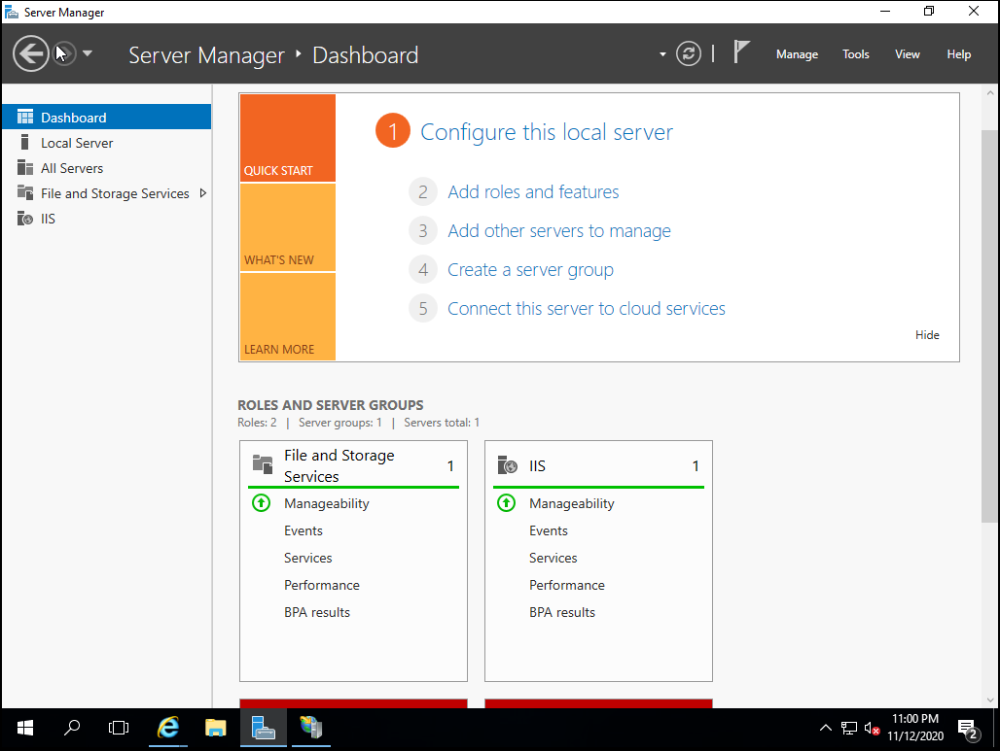 Server Manager
Server Manager ‣ Dashboard
Manage Tools View Help
Dashboard
Local Server
All Servers
File and Storage Services
IIS
QUICK START
WHAT'S NEW
LEARN MORE
1 Configure this local server
2 Add roles and features
3 Add other servers to manage
4 Create a server group
5 Connect this server to cloud services
Hide
ROLES AND SERVER GROUPS
Roles: 2 | Server groups: 1 | Servers total: 1
File and Storage
Services 1
Manageability
Events
Services
Performance
BPA results
IIS 1
Manageability
Events
Services
Performance
BPA results
11:00 PM
11/12/2020
2